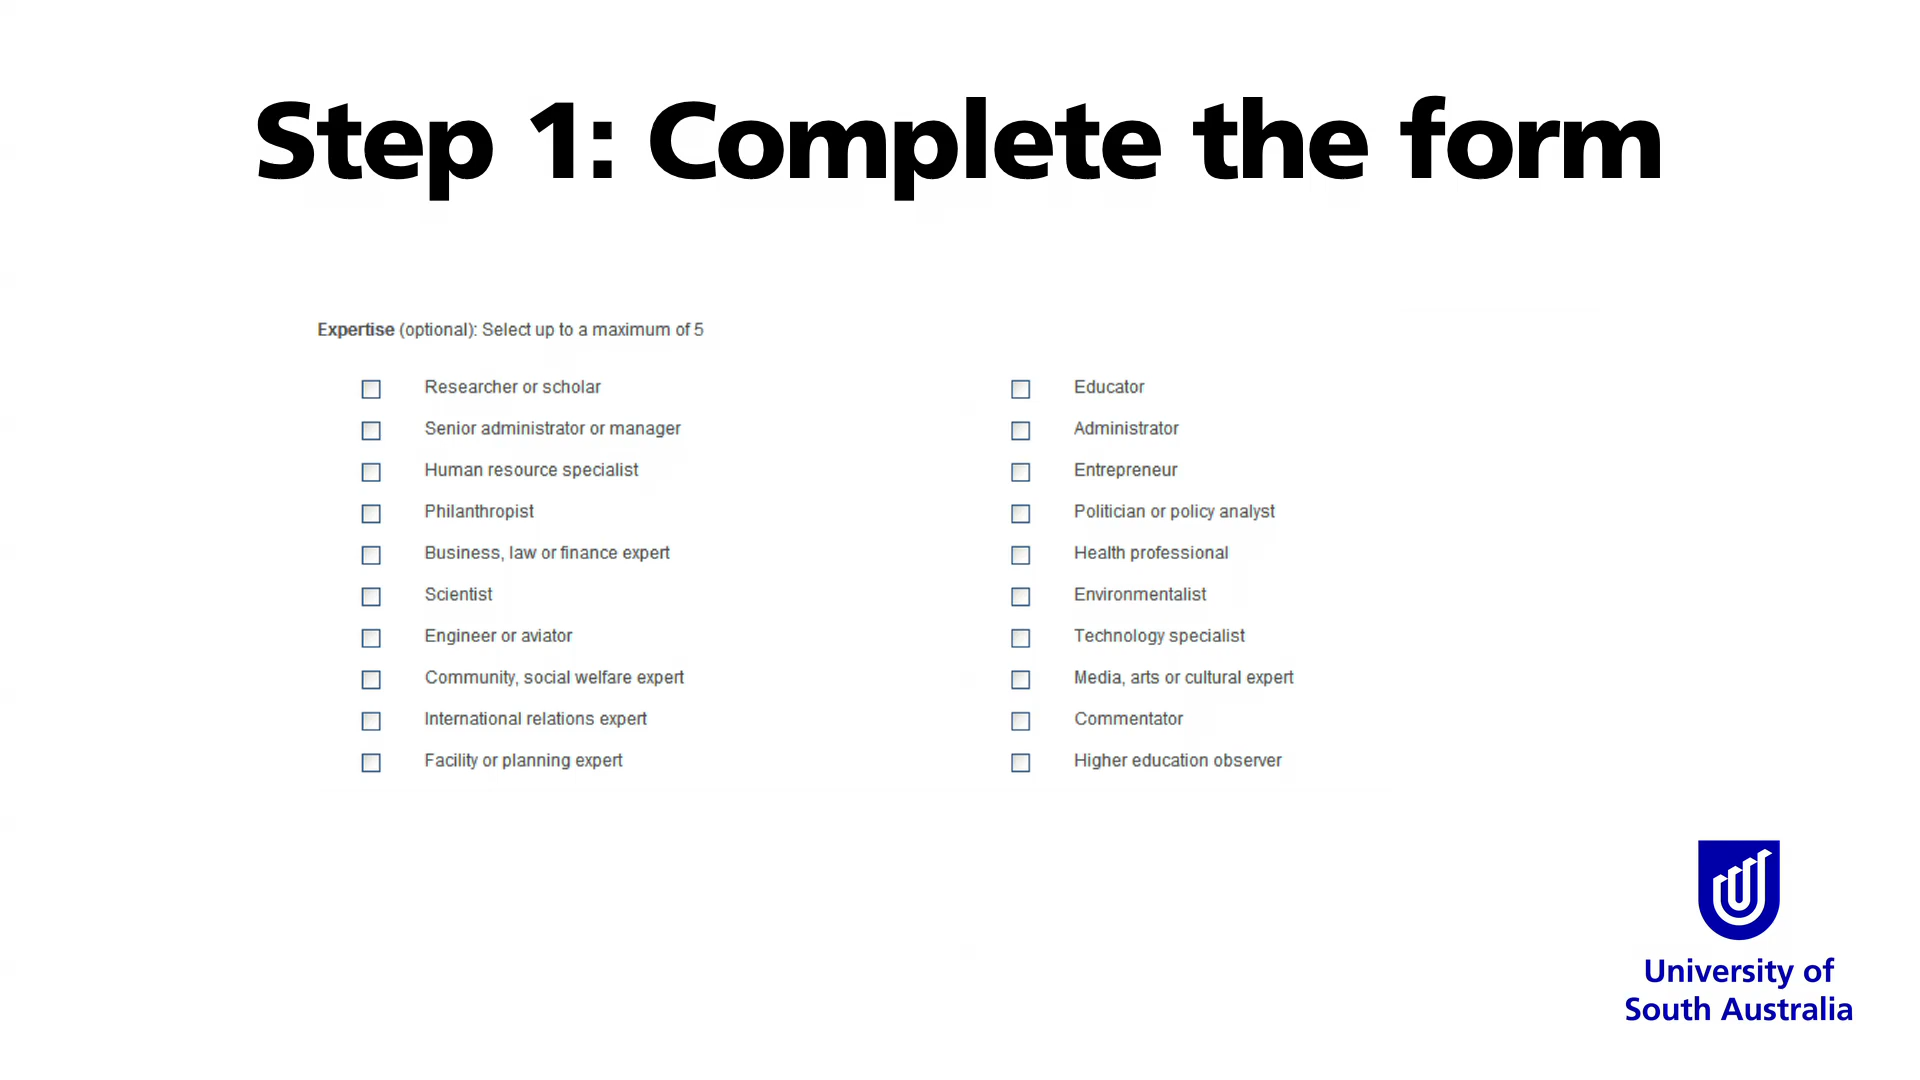 Step 1: Complete the form
Expertise (optional): Select up to a maximum of 5
Researcher or scholar
Educator
Senior administrator or manager
Administrator
Human resource specialist
Entrepreneur
Philanthropist
Politician or policy analyst
Business, law or finance expert
Health professional
Scientist
Environmentalist
Engineer or aviator
Technology specialist
Community, social welfare expert
Media, arts or cultural expert
International relations expert
Commentator
Facility or planning expert
Higher education observer
University of
South Australia